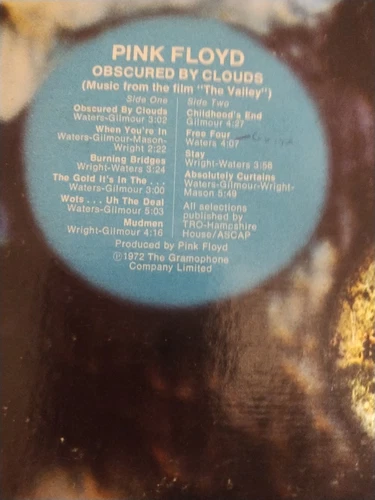 PINK FLOYD
OBSCURED BY CLOUDS
(Music from the film "The Valley")
Side One
Obscured By Clouds
Waters-Gilmour 3:02
When You're In
Waters-Gilmour-Mason-
Wright 2:22
Burning Bridges
Wright-Waters 3:24
The Gold It's In The . . .
Waters-Gilmour 3:00
Wots . . . Uh The Deal
Waters-Gilmour 5:03
Mudmen
Wright-Gilmour 4:16
Side Two
Childhood's End
Gilmour 4:27
Free Four
Waters 4:07
Stay
Wright-Waters 3:58
Absolutely Curtains
Waters-Gilmour-Wright-
Mason 5:49
All selections
published by
TRO-Hampshire
House/ASCAP
Produced by Pink Floyd
℗1972 The Gramophone
Company Limited